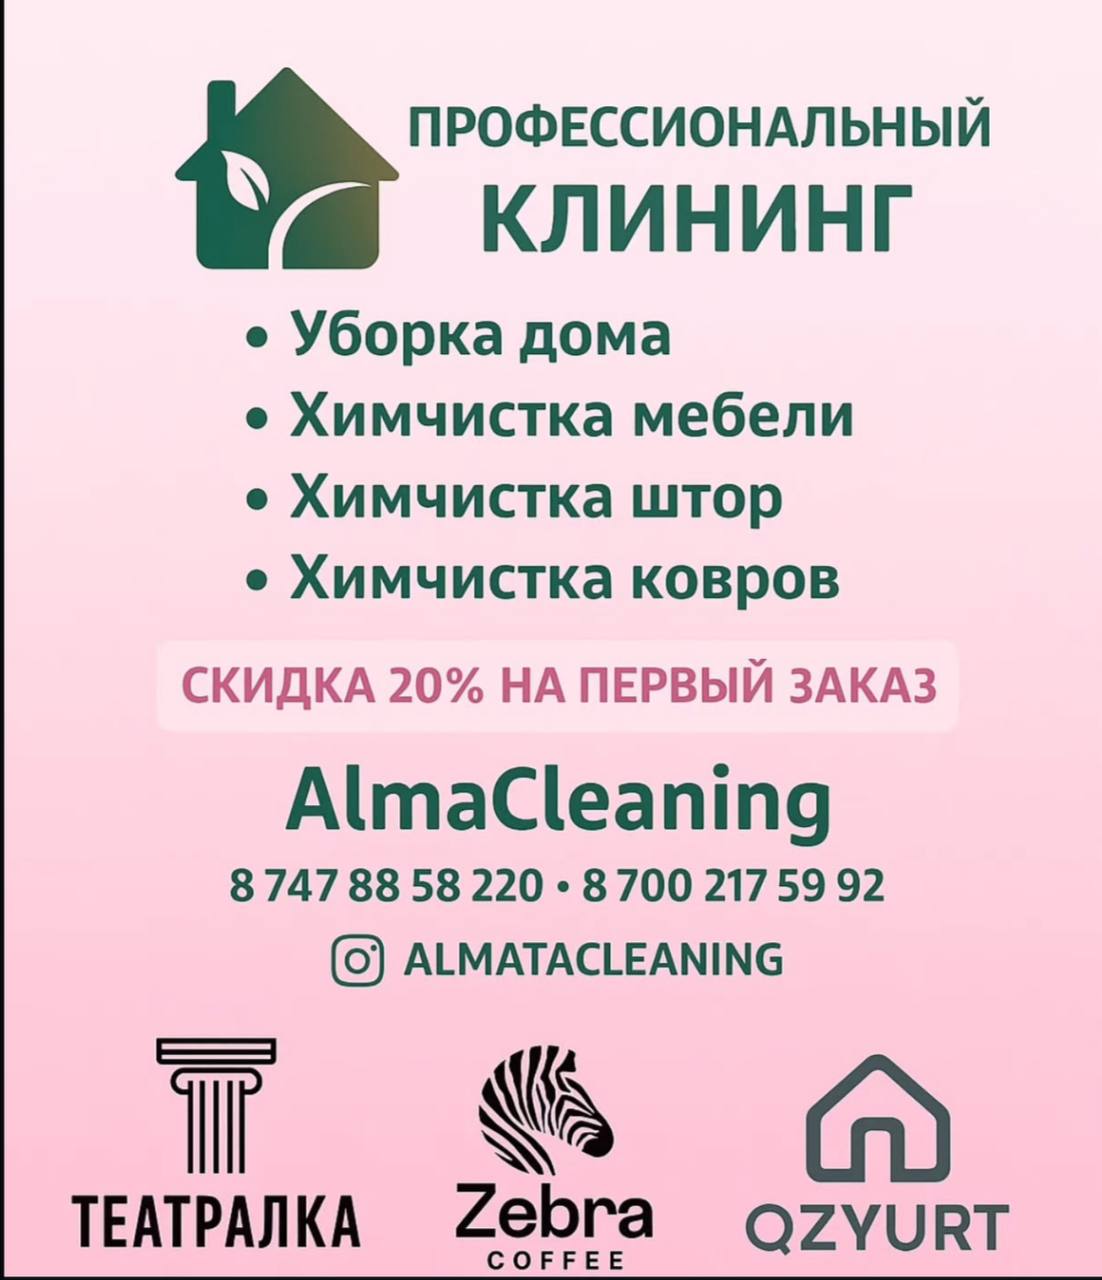 ПРОФЕССИОНАЛЬНЫЙ
КЛИНИНГ
• Уборка дома
• Химчистка мебели
• Химчистка штор
• Химчистка ковров
СКИДКА 20% НА ПЕРВЫЙ ЗАКАЗ
AlmaCleaning
8 747 88 58 220 • 8 700 217 59 92
ALMATACLEANING
ТЕАТРАЛКА
Zebra
COFFEE
QZYURT